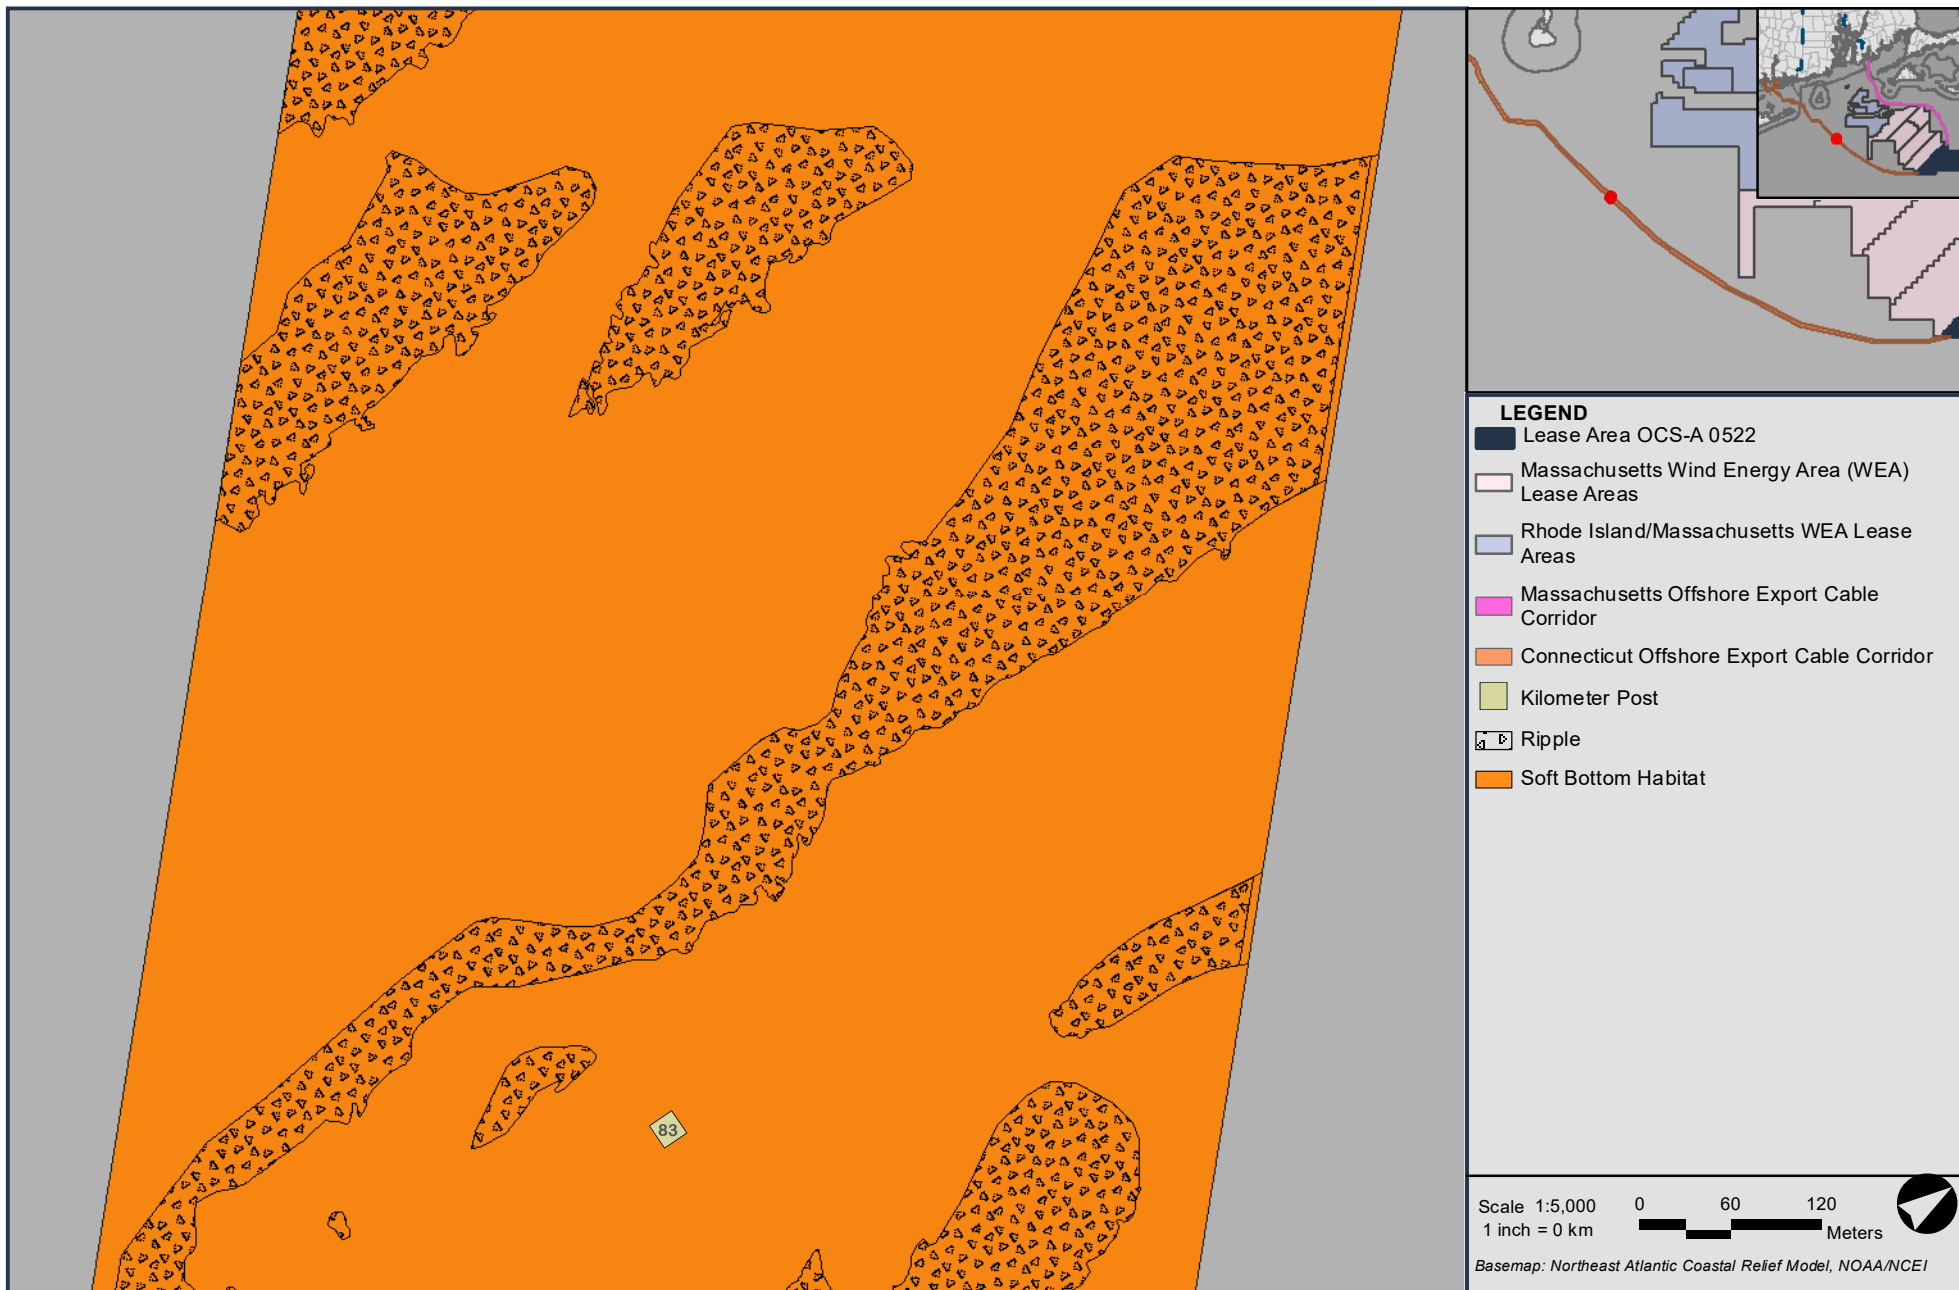 83
LEGEND
Lease Area OCS-A 0522
Massachusetts Wind Energy Area (WEA)
Lease Areas
Rhode Island/Massachusetts WEA Lease
Areas
Massachusetts Offshore Export Cable
Corridor
Connecticut Offshore Export Cable Corridor
Kilometer Post
Ripple
Soft Bottom Habitat
Scale 1:5,000
1 inch = 0 km
0 60 120
Meters
Basemap: Northeast Atlantic Coastal Relief Model, NOAA/NCEI